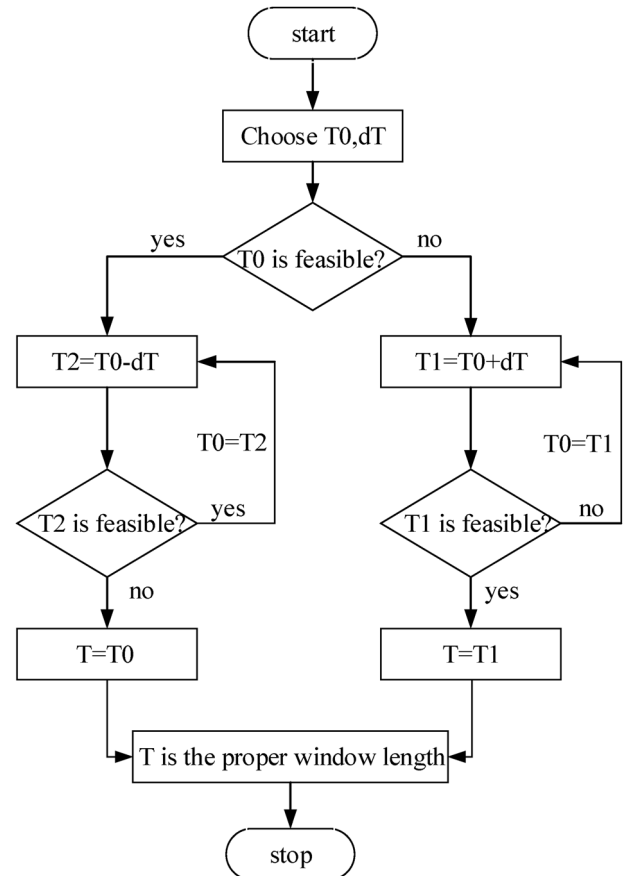 start
Choose T0,dT
T0 is feasible?
yes
no
T2=T0-dT
T0=T2
T2 is feasible?
yes
no
T=T0
T1=T0+dT
T0=T1
T1 is feasible?
no
yes
T=T1
T is the proper window length
stop